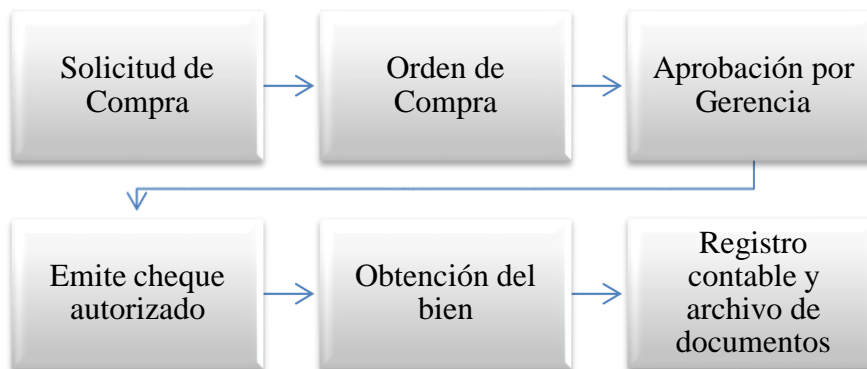 Solicitud de
Compra
Orden de
Compra
Aprobación por
Gerencia
Emite cheque
autorizado
Obtención del
bien
Registro
contable y
archivo de
documentos